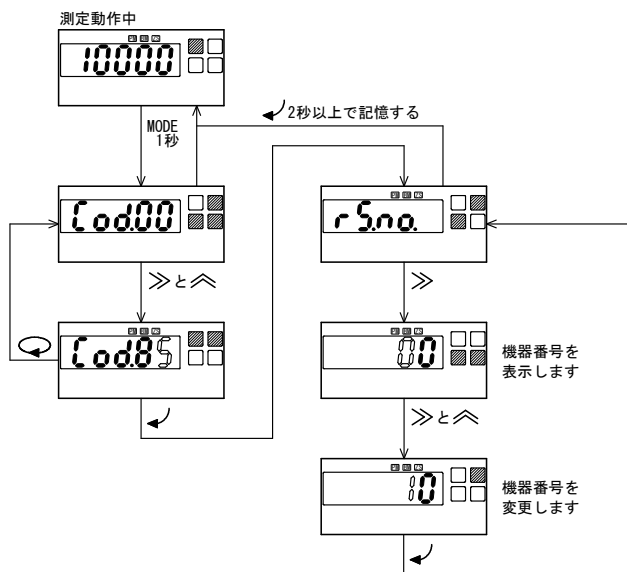 測定動作中
10000
MODE
1秒
2秒以上で記憶する
Cod.00
rS.no.
≫と︽
≫
Cod.85
00
機器番号を
表示します
≫と︽
10
機器番号を
変更します